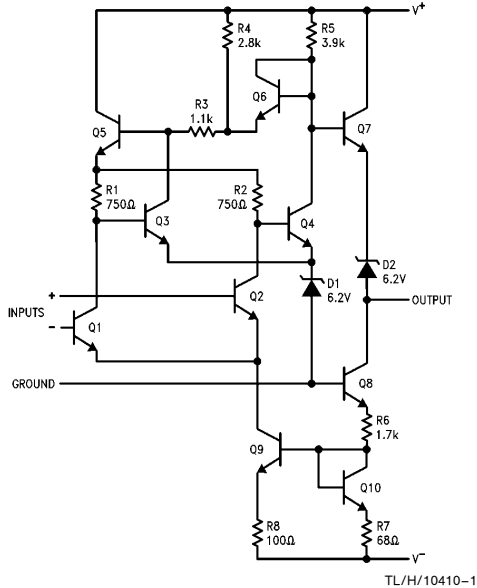 V+
R4
2.8k
R5
3.9k
Q6
R3
1.1k
Q5
Q7
R1
750Ω
R2
750Ω
Q3
Q4
D1
6.2V
D2
6.2V
+
Q2
INPUTS
OUTPUT
−
Q1
GROUND
Q8
R6
1.7k
Q9
Q10
R8
100Ω
R7
68Ω
V−
TL/H/10410–1